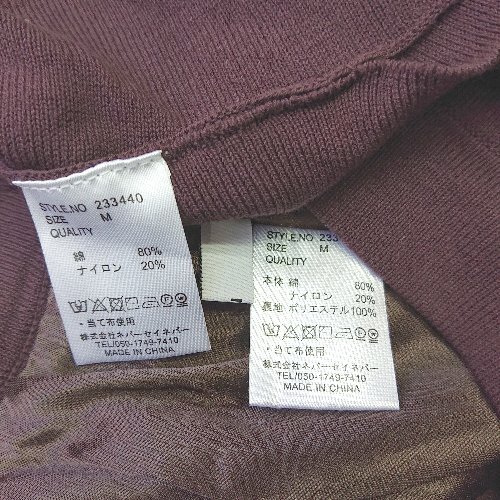 STYLE.NO 233440
SIZE M
QUALITY
綿 80%
ナイロン 20%
・当て布使用
株式会社ネバーセイネバー
TEL/050-1749-7410
MADE IN CHINA
STYLE.NO 233
SIZE M
QUALITY
本体 綿 80%
ナイロン 20%
裏地 ポリエステル100%
・当て布使用
株式会社ネバーセイネバー
TEL/050-1749-7410
MADE IN CHINA